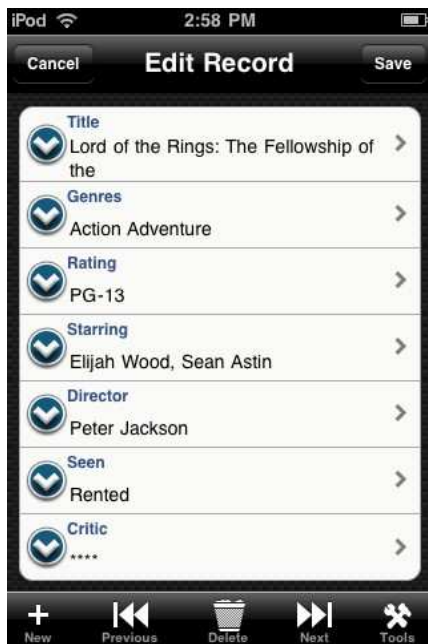 iPod 2:58 PM
Cancel Edit Record Save
Title
Lord of the Rings: The Fellowship of
the
Genres
Action Adventure
Rating
PG-13
Starring
Elijah Wood, Sean Astin
Director
Peter Jackson
Seen
Rented
Critic
****
New Previous Delete Next Tools